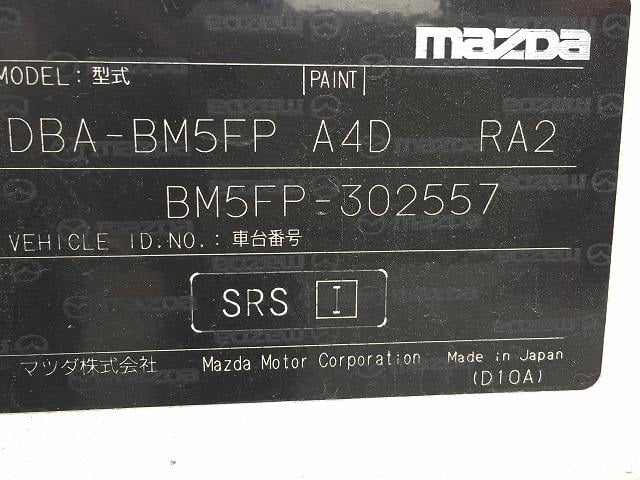 mazda
MODEL: 型式 PAINT
DBA-BM5FP A4D RA2
BM5FP-302557
VEHICLE ID.NO.: 車台番号
SRS I
マツダ株式会社 Mazda Motor Corporation Made in Japan
(D10A)